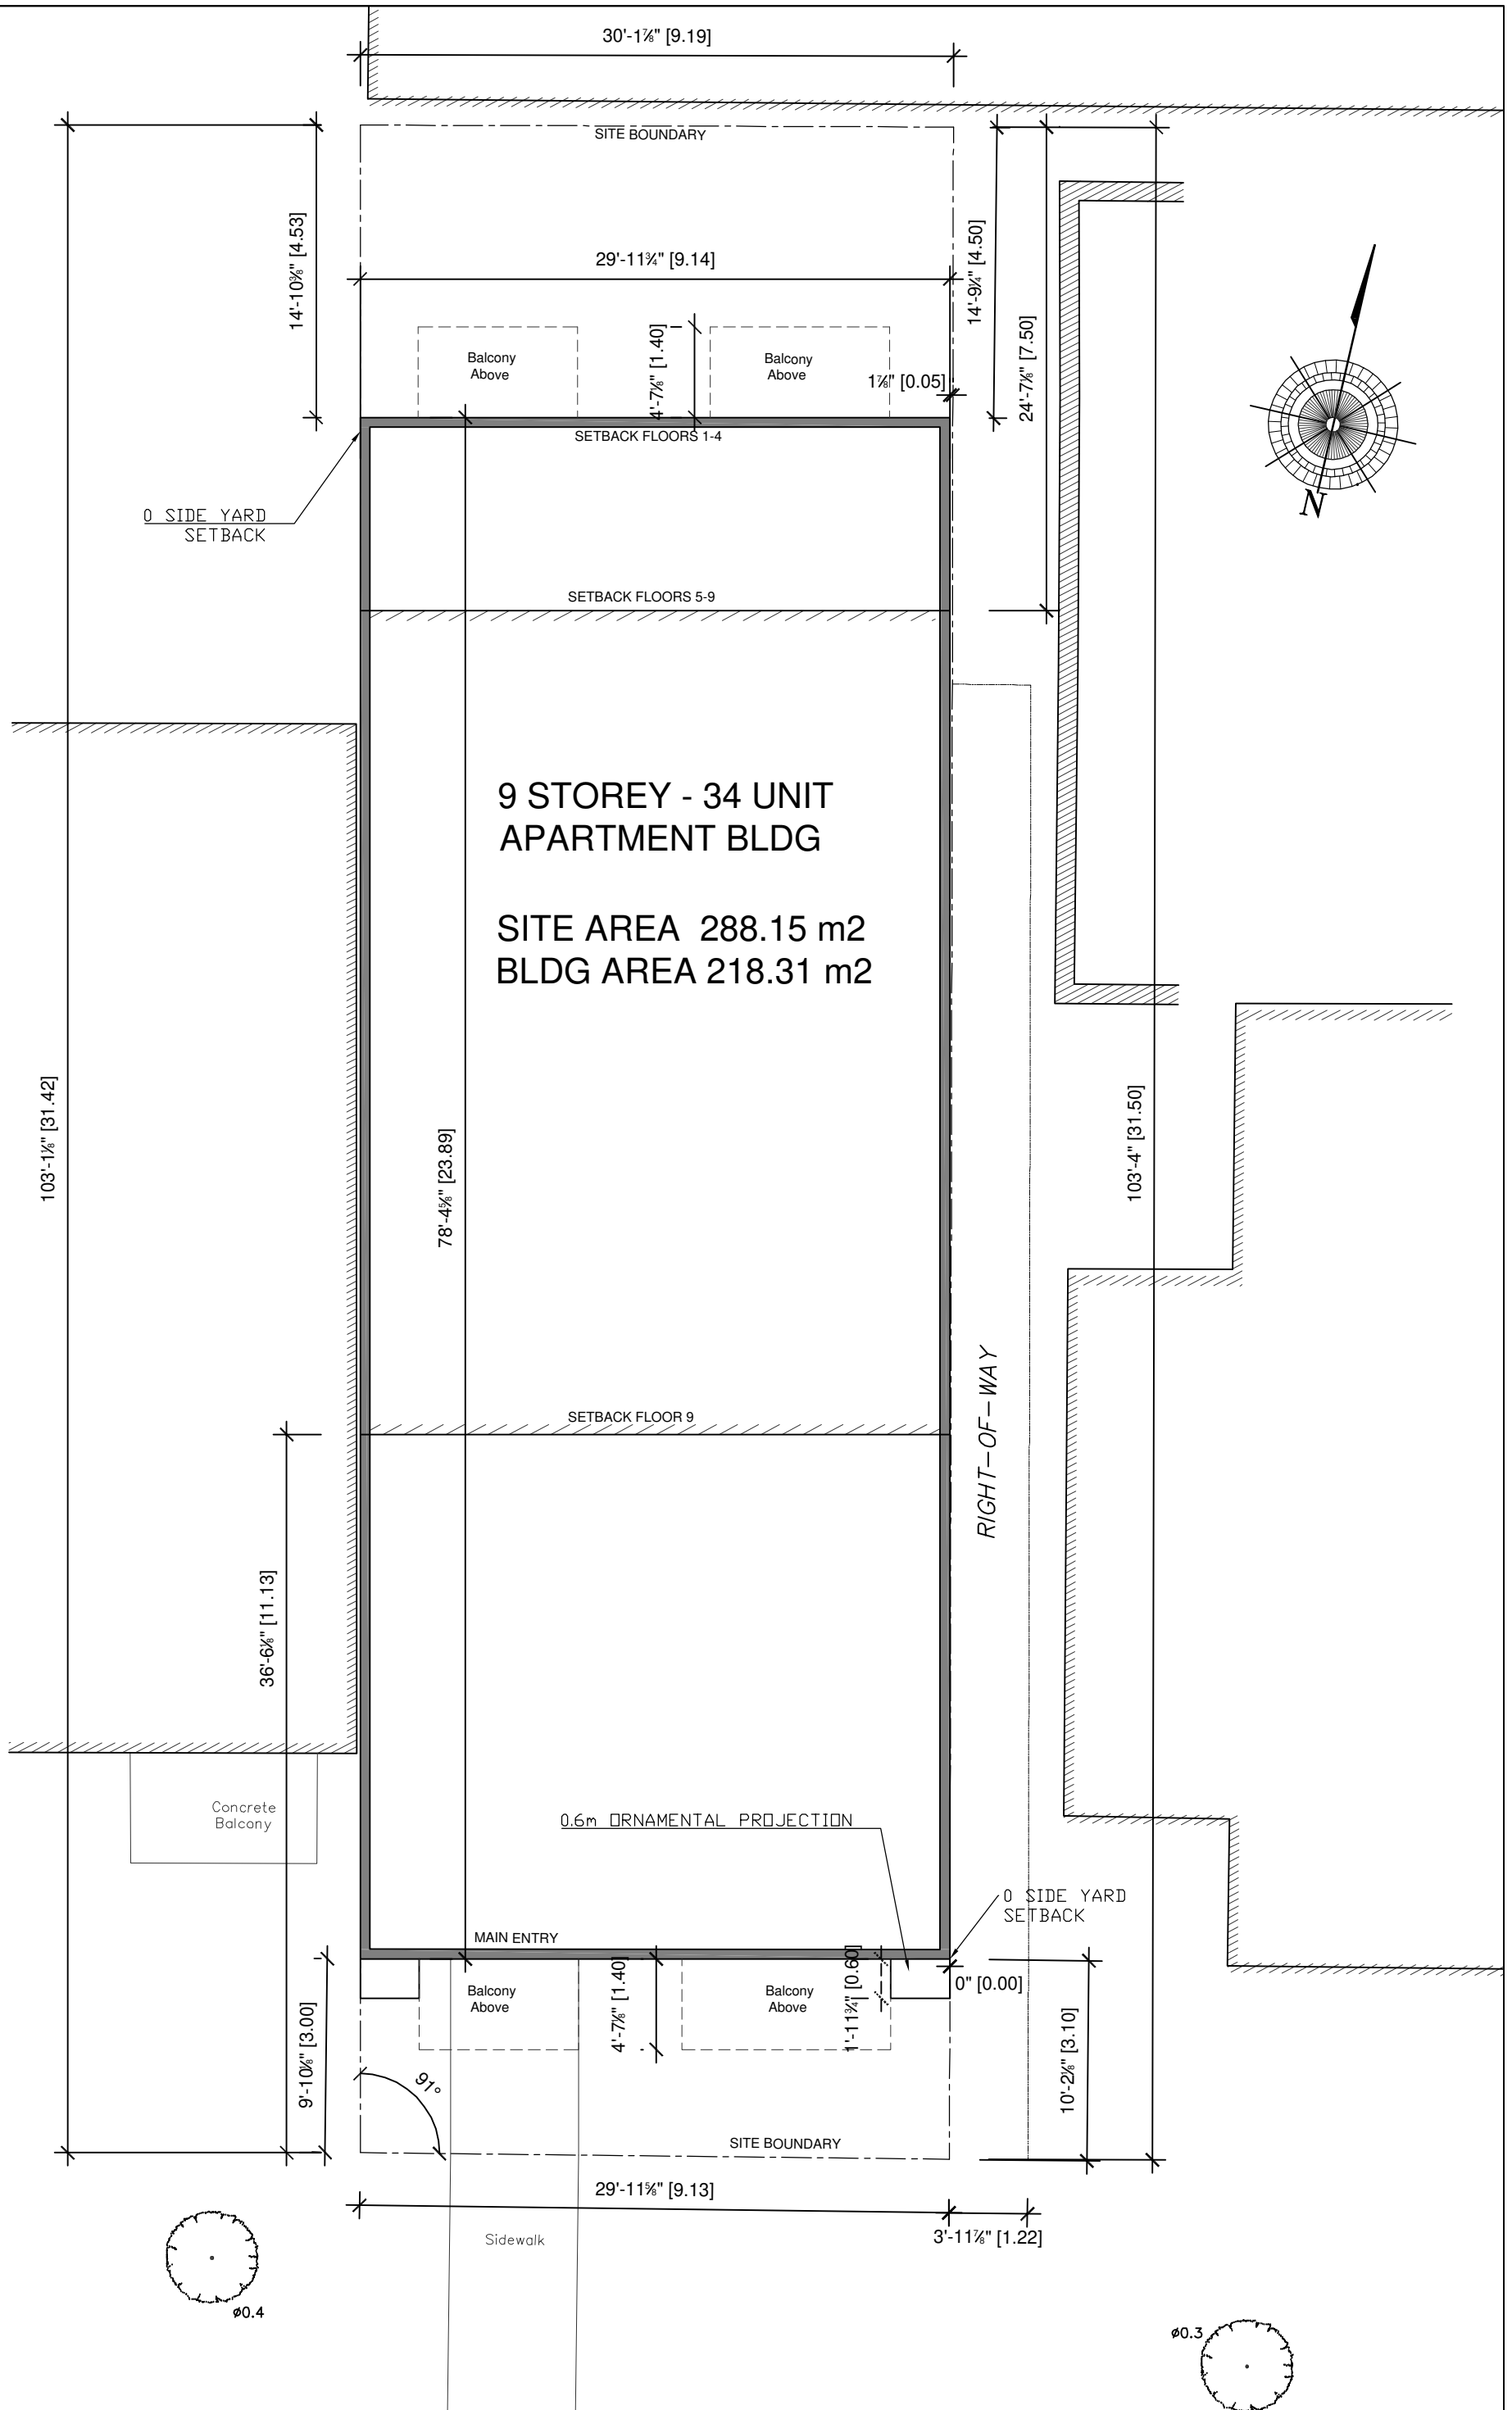 30'-1⅞" [9.19]
SITE BOUNDARY
14'-10⅜" [4.53]
29'-11¾" [9.14]
14'-9¼" [4.50]
24'-7⅛" [7.50]
Balcony
Above
4'-7⅛" [1.40]
Balcony
Above
1⅞" [0.05]
SETBACK FLOORS 1-4
N
0 SIDE YARD
SETBACK
SETBACK FLOORS 5-9
9 STOREY - 34 UNIT
APARTMENT BLDG
SITE AREA 288.15 m2
BLDG AREA 218.31 m2
103'-1⅛" [31.42]
78'-4⅝" [23.89]
103'-4" [31.50]
RIGHT-OF-WAY
SETBACK FLOOR 9
36'-6⅛" [11.13]
Concrete
Balcony
0.6m ORNAMENTAL PROJECTION
0 SIDE YARD
SETBACK
MAIN ENTRY
Balcony
Above
4'-7⅛" [1.40]
Balcony
Above
1'-11¾" [0.60]
0" [0.00]
9'-10⅛" [3.00]
10'-2⅛" [3.10]
91°
SITE BOUNDARY
29'-11⅝" [9.13]
3'-11⅞" [1.22]
Sidewalk
ø0.4
ø0.3